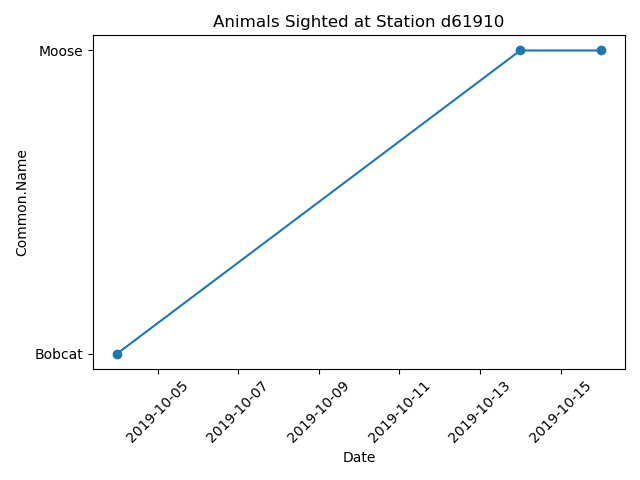 Animals Sighted at Station d61910
Moose
Common.Name
Bobcat
2019-10-05
2019-10-07
2019-10-09
2019-10-11
2019-10-13
2019-10-15
Date